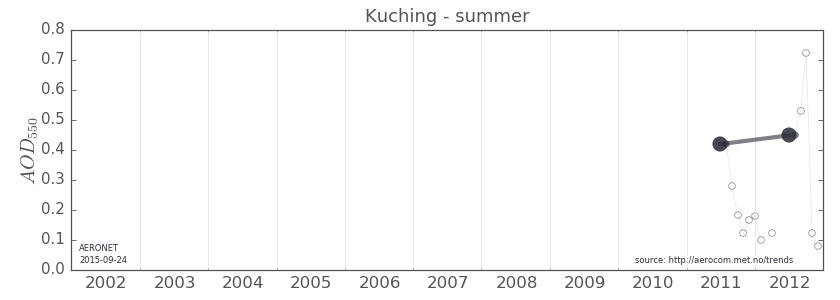 Kuching - summer
0.8
0.7
0.6
0.5
0.4
0.3
0.2
0.1
0.0
AOD550
AERONET
2015-09-24
source: http://aerocom.met.no/trends
2002 2003 2004 2005 2006 2007 2008 2009 2010 2011 2012